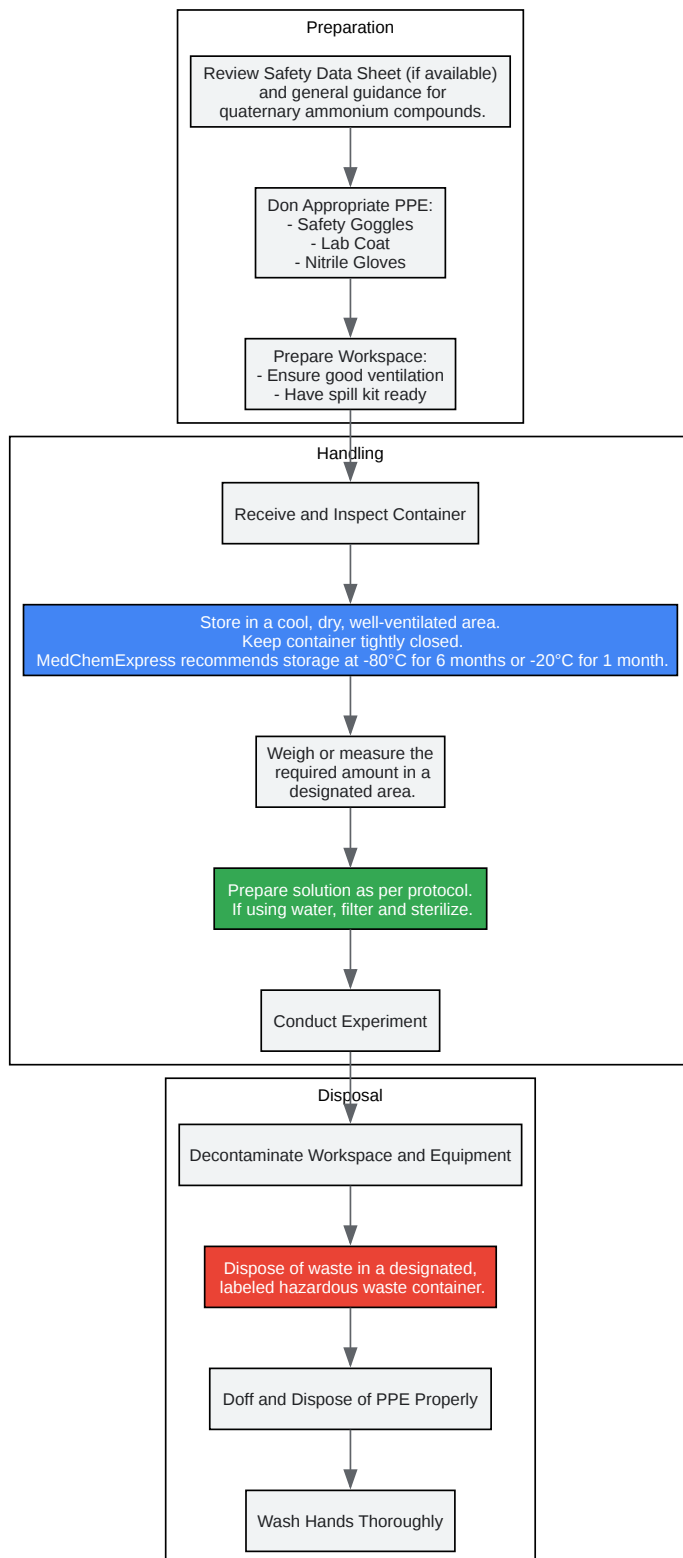 Preparation
Review Safety Data Sheet (if available)
and general guidance for
quaternary ammonium compounds.
Don Appropriate PPE:
- Safety Goggles
- Lab Coat
- Nitrile Gloves
Prepare Workspace:
- Ensure good ventilation
- Have spill kit ready
Handling
Receive and Inspect Container
Store in a cool, dry, well-ventilated area.
Keep container tightly closed.
MedChemExpress recommends storage at -80°C for 6 months or -20°C for 1 month.
Weigh or measure the
required amount in a
designated area.
Prepare solution as per protocol.
If using water, filter and sterilize.
Conduct Experiment
Disposal
Decontaminate Workspace and Equipment
Dispose of waste in a designated,
labeled hazardous waste container.
Doff and Dispose of PPE Properly
Wash Hands Thoroughly